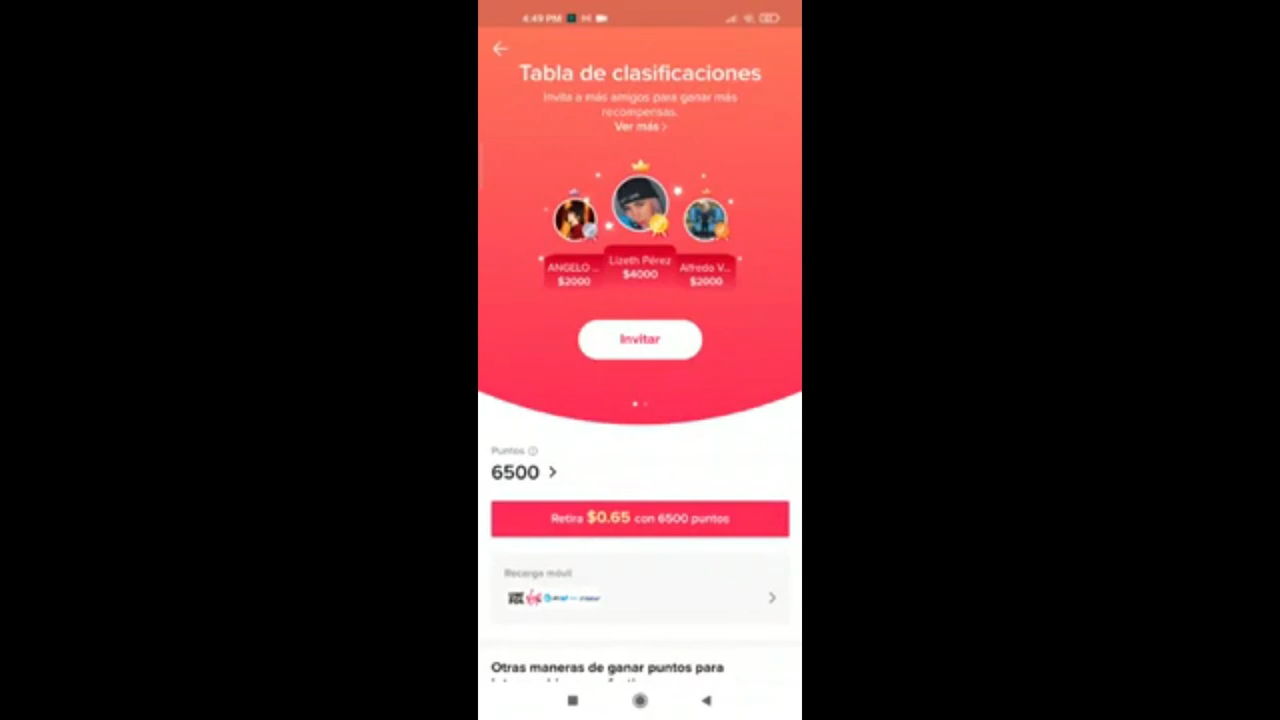 4:49 PM
Tabla de clasificaciones
Invita a más amigos para ganar más
recompensas.
Ver más >
Lizeth Pérez
$4000
ANGELO ...
$2000
Alfredo V...
$2000
Invitar
Puntos
6500 >
Retira $0.65 con 6500 puntos
Recarga móvil
Otras maneras de ganar puntos para